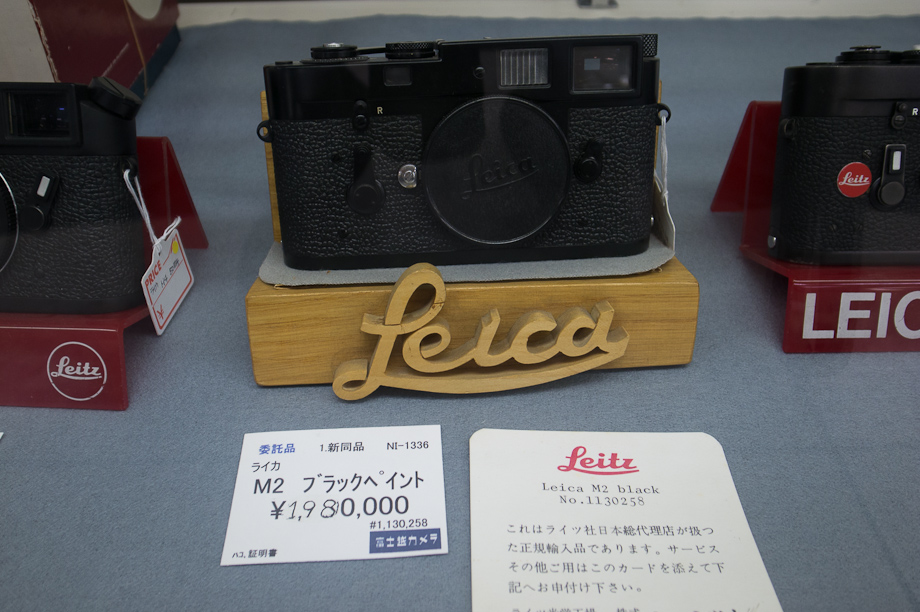 R
Leica
Leitz
PRICE
Leica
Leitz
R
Leitz
LEIC
委託品 1.新同品 NI-1336
ライカ
M2 ブラックペイント
¥1,980,000
#1,130,258
ハコ,証明書 富士越カメラ
Leitz
Leica M2 black
No.1130258
これはライツ社日本総代理店が扱つ
た正規輸入品であります。サービス
その他ご用はこのカードを添えて下
記へお申付け下さい。